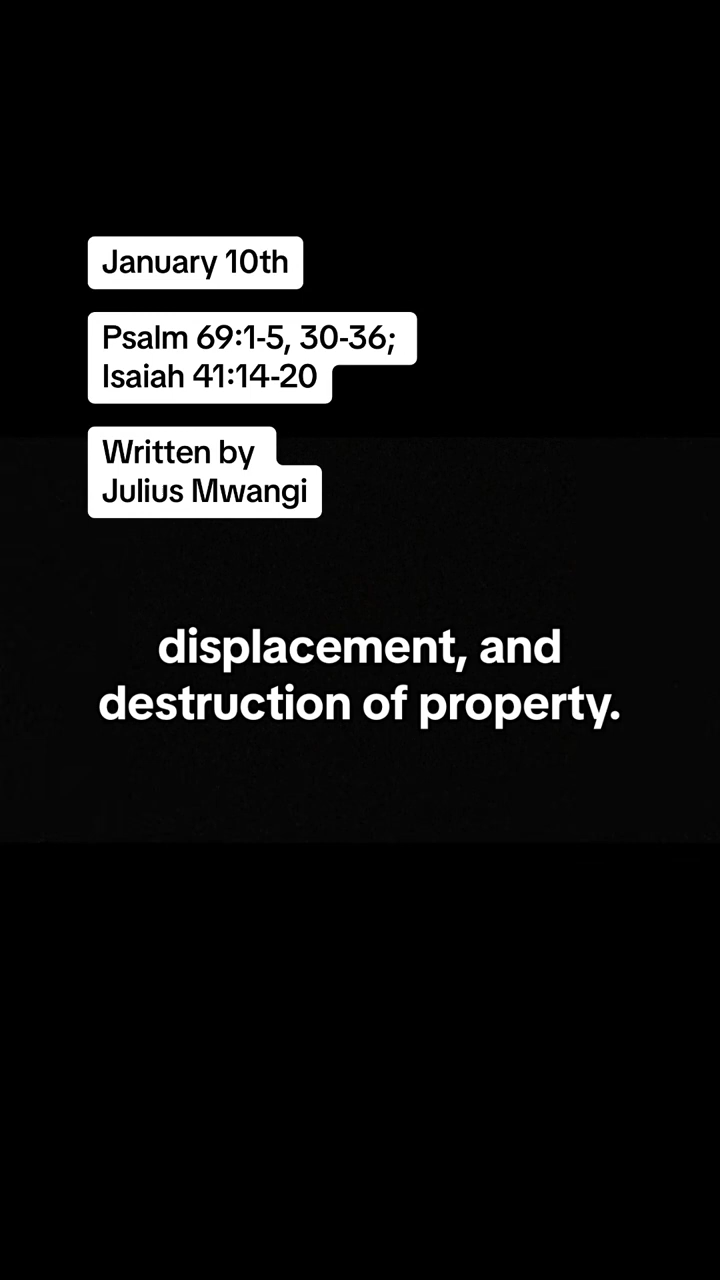 January 10th
Psalm 69:1-5, 30-36;
Isaiah 41:14-20
Written by
Julius Mwangi
displacement, and
destruction of property.